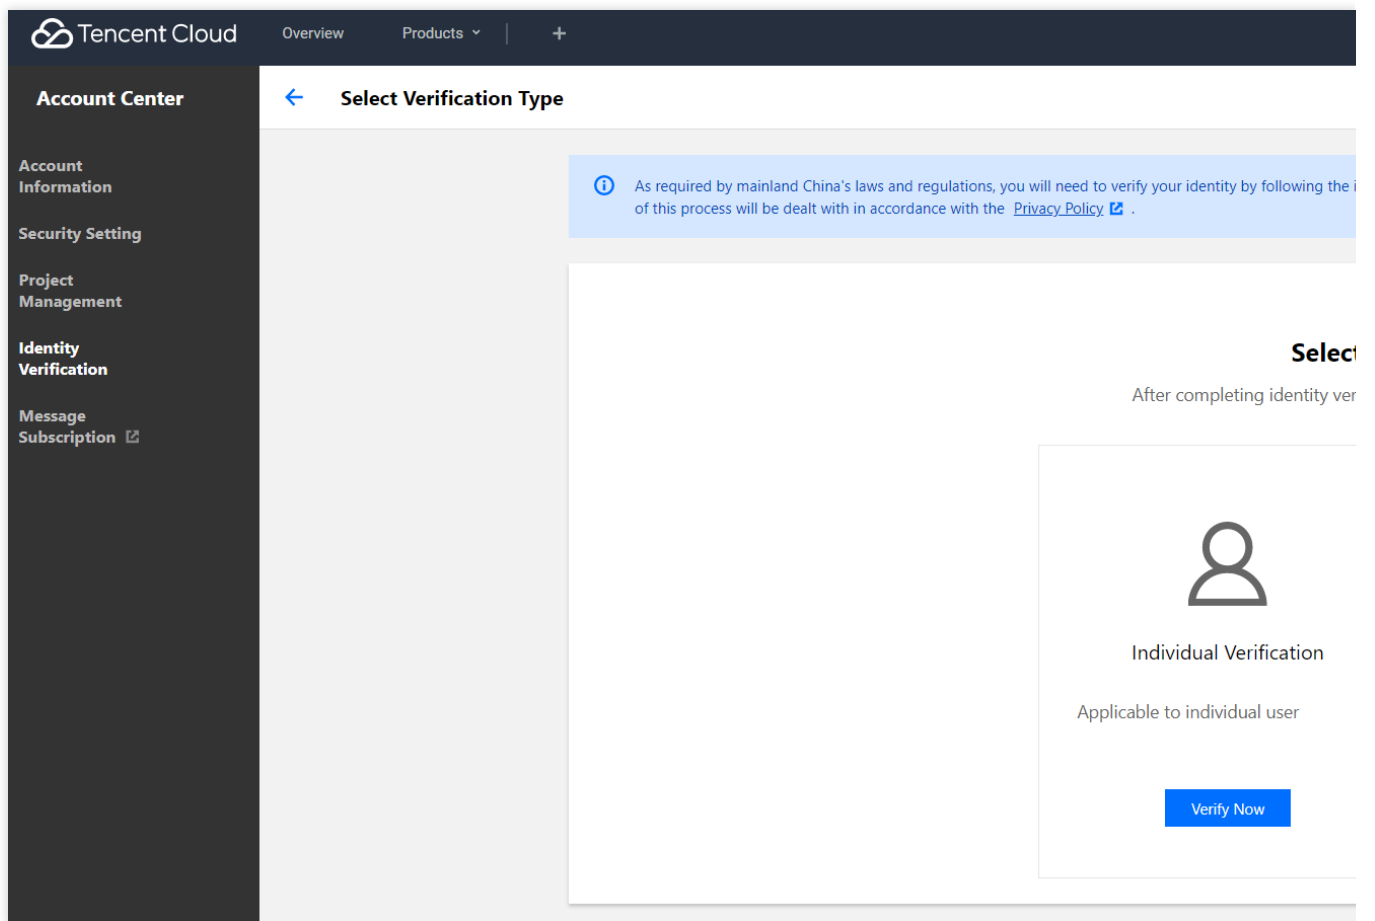 Tencent Cloud Overview Products
Account Center
Select Verification Type
Account
Information
Security Setting
Project
Management
Identity
Verification
Message
Subscription
As required by mainland China's laws and regulations, you will need to verify your identity by following the
of this process will be dealt with in accordance with the Privacy Policy .
Select
After completing identity
Individual Verification
Applicable to individual user
Verify Now